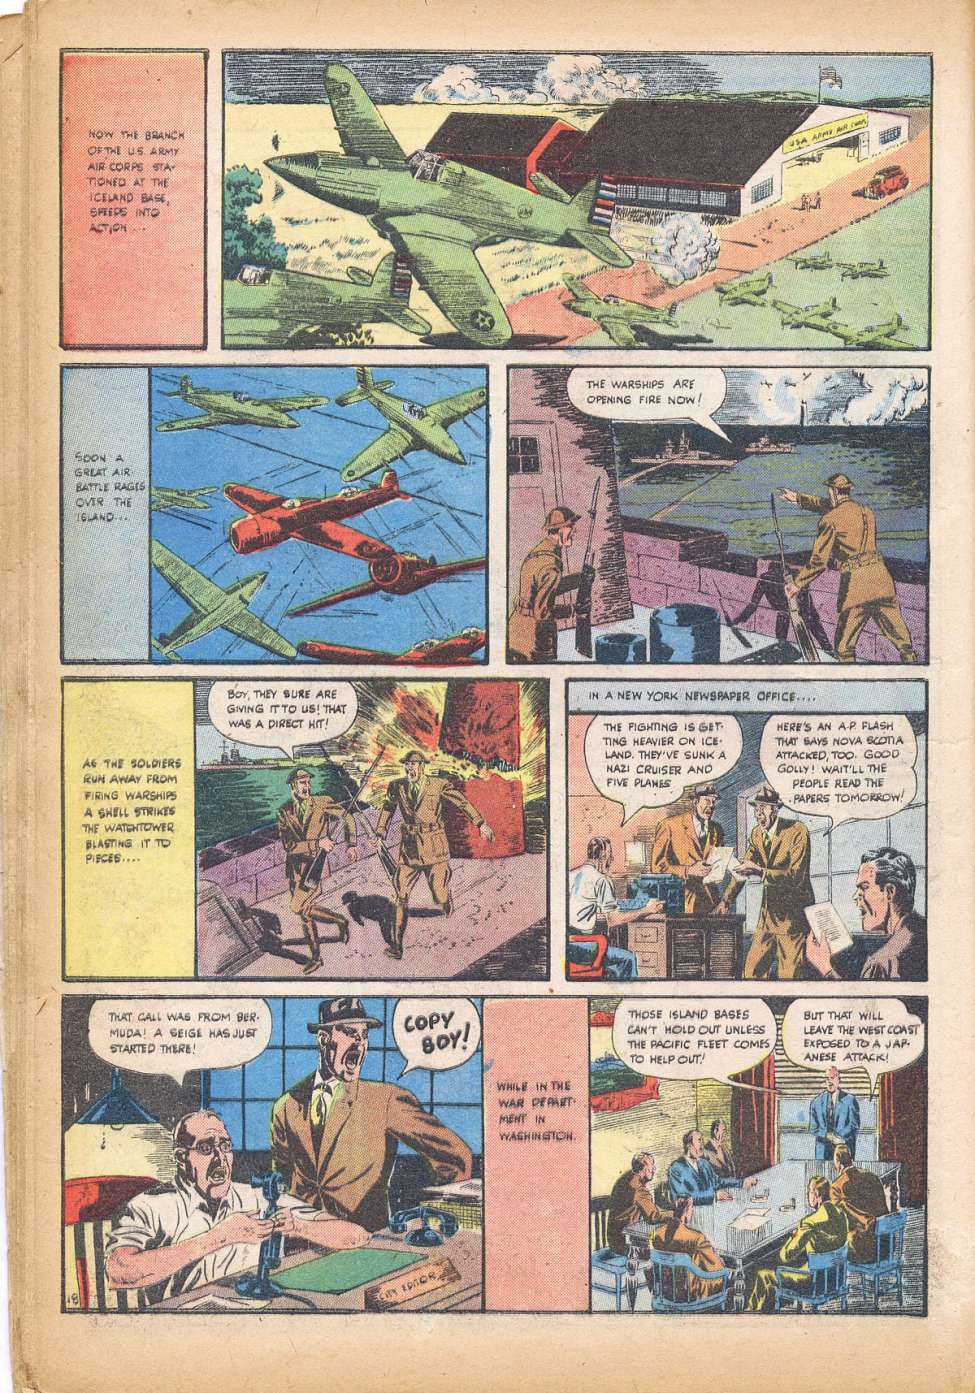 NOW THE BRANCH
OF THE U.S. ARMY
AIR CORPS STA-
TIONED AT THE
ICELAND BASE,
SPEEDS INTO
ACTION...
USA ARMY AIR CORPS
SOON A
GREAT AIR
BATTLE RAGES
OVER THE
ISLAND...
THE WARSHIPS ARE
OPENING FIRE NOW!
AS THE SOLDIERS
RUN AWAY FROM
FIRING WARSHIPS
A SHELL STRIKES
THE WATCHTOWER
BLASTING IT TO
PIECES....
BOY, THEY SURE ARE
GIVING IT TO US! THAT
WAS A DIRECT HIT!
IN A NEW YORK NEWSPAPER OFFICE....
THE FIGHTING IS GET-
TING HEAVIER ON ICE-
LAND. THEY'VE SUNK A
NAZI CRUISER AND
FIVE PLANES
HERE'S AN A.P. FLASH
THAT SAYS NOVA SCOTIA
ATTACKED, TOO. GOOD
GOLLY! WAIT'LL THE
PEOPLE READ THE
PAPERS TOMORROW!
THAT CALL WAS FROM BER-
MUDA! A SEIGE HAS JUST
STARTED THERE!
COPY
BOY!
CITY EDITOR
18
WHILE IN THE
WAR DEPART-
MENT IN
WASHINGTON.
THOSE ISLAND BASES
CAN'T HOLD OUT UNLESS
THE PACIFIC FLEET COMES
TO HELP OUT!
BUT THAT WILL
LEAVE THE WEST COAST
EXPOSED TO A JAP-
ANESE ATTACK!